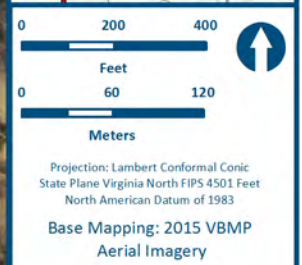 0 200 400
Feet
0 60 120
Meters
Projection: Lambert Conformal Conic
State Plane Virginia North FIPS 4501 Feet
North American Datum of 1983
Base Mapping: 2015 VBMP
Aerial Imagery